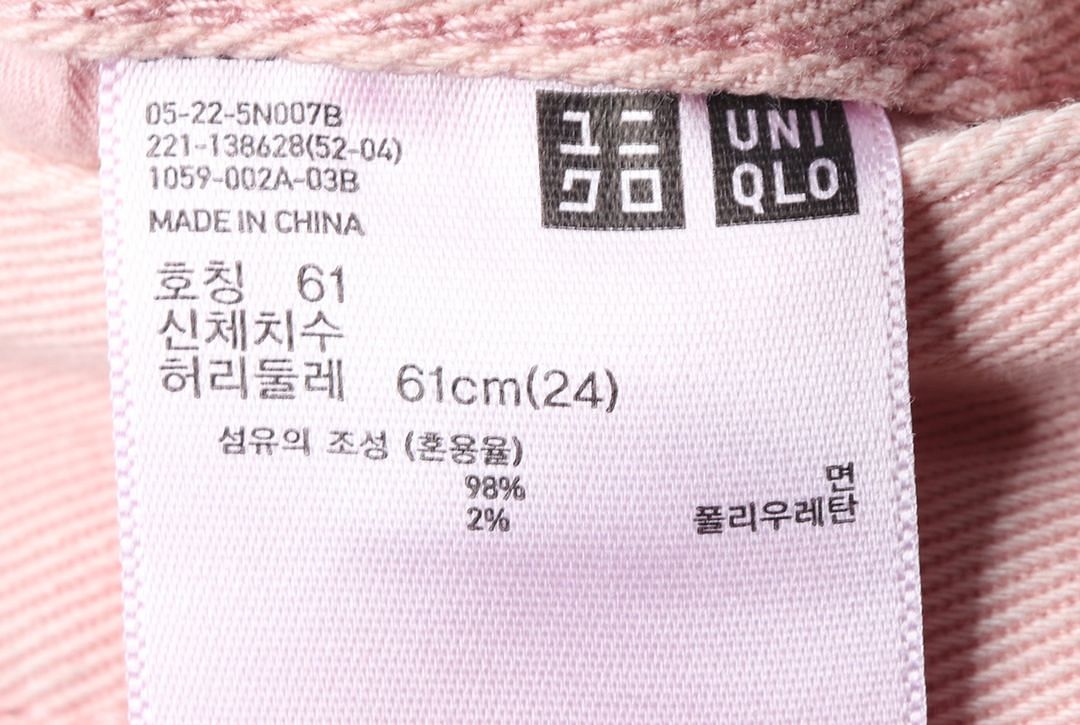 05-22-5N007B
221-138628(52-04)
1059-002A-03B
MADE IN CHINA
ユニ
クロ
UNI
QLO
호칭 61
신체치수
허리둘레 61cm(24)
섬유의 조성 (혼용율)
98% 면
2% 폴리우레탄